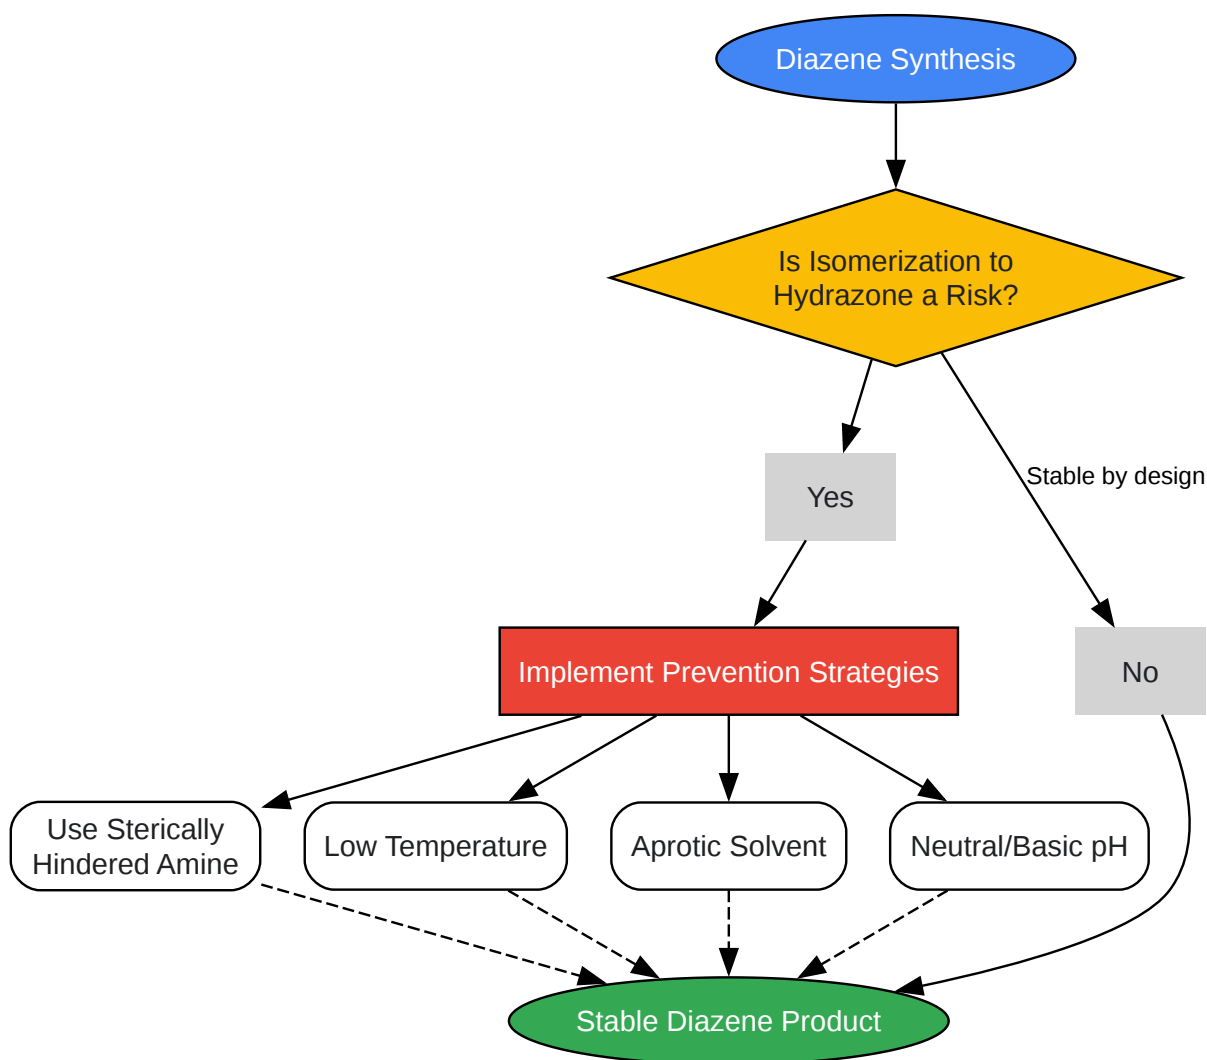 Diazene Synthesis
Is Isomerization to
Hydrazone a Risk?
Stable by design
Yes
Implement Prevention Strategies
No
Use Sterically
Hindered Amine
Low Temperature
Aprotic Solvent
Neutral/Basic pH
Stable Diazene Product